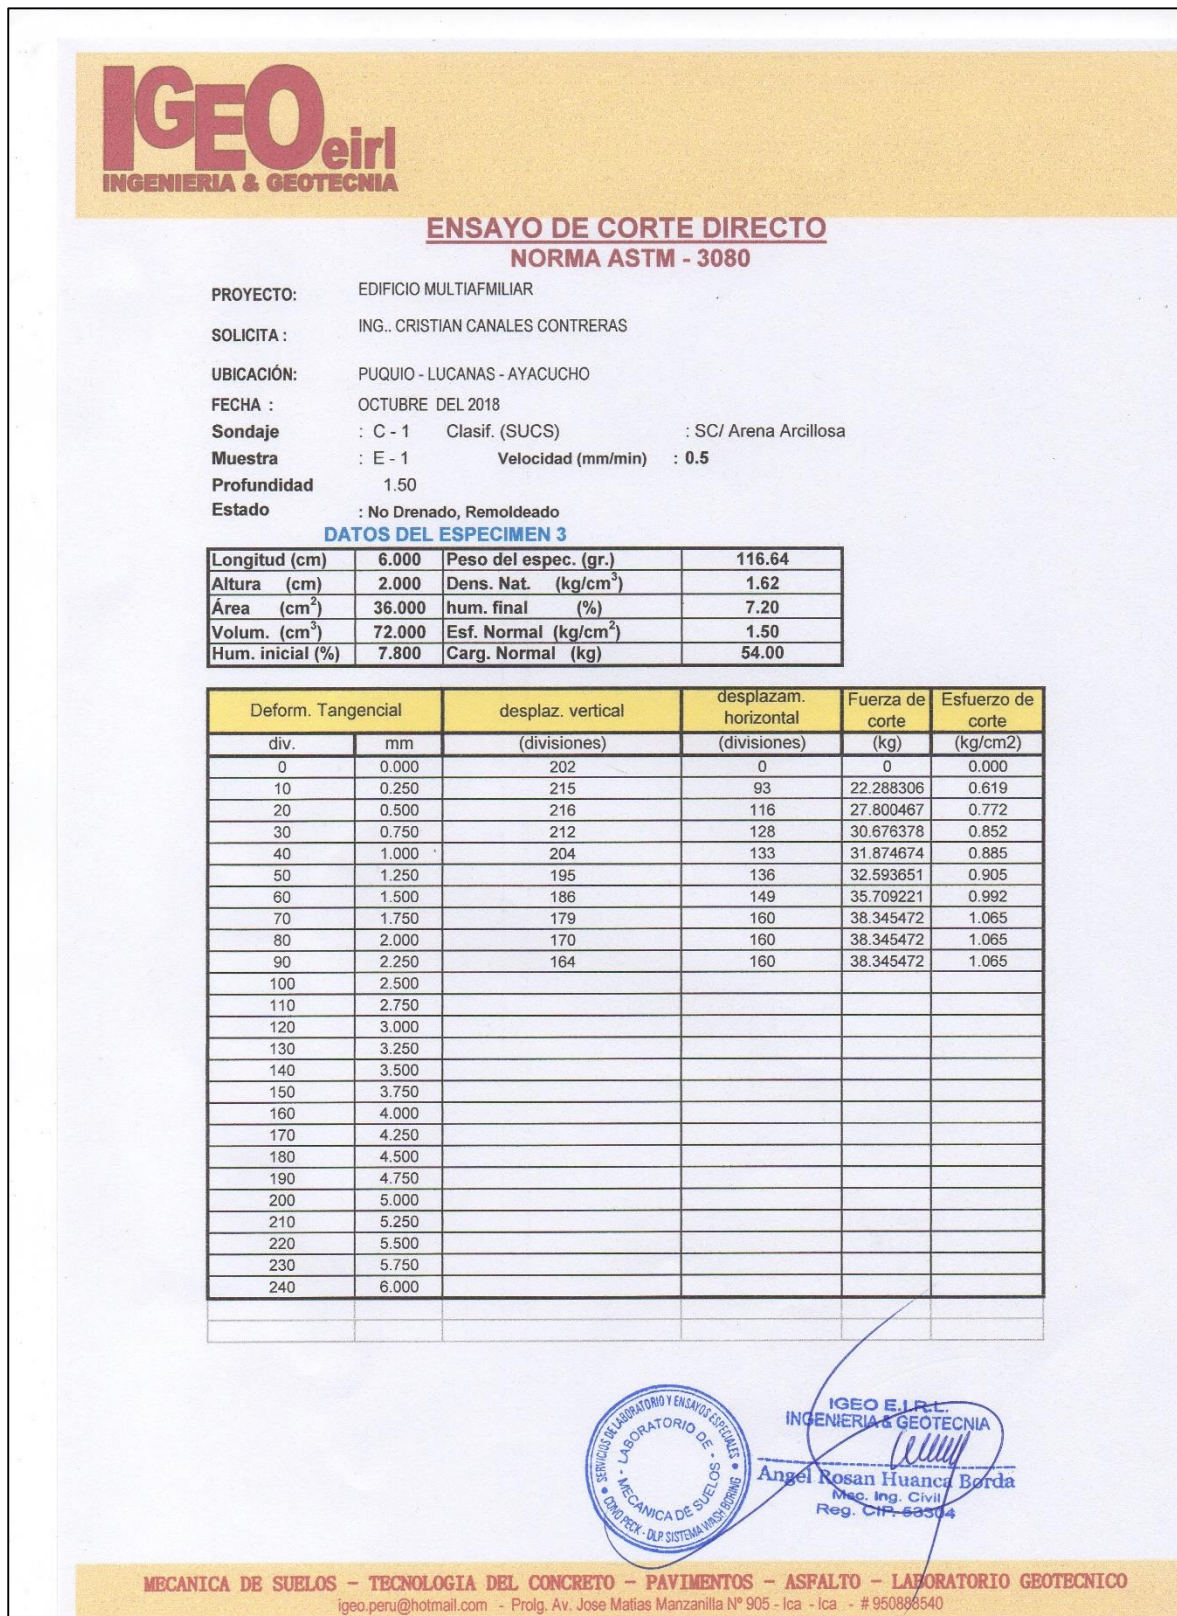 IGEO eirl
INGENIERIA & GEOTECNIA
ENSAYO DE CORTE DIRECTO
NORMA ASTM - 3080
PROYECTO: EDIFICIO MULTIAFMILIAR
SOLICITA : ING.. CRISTIAN CANALES CONTRERAS
UBICACIÓN: PUQUIO - LUCANAS - AYACUCHO
FECHA : OCTUBRE DEL 2018
Sondaje : C - 1 Clasif. (SUCS) : SC/ Arena Arcillosa
Muestra : E - 1 Velocidad (mm/min) : 0.5
Profundidad 1.50
Estado : No Drenado, Remoldeado
DATOS DEL ESPECIMEN 3
Longitud (cm) 6.000 Peso del espec. (gr.) 116.64
Altura (cm) 2.000 Dens. Nat. (kg/cm³) 1.62
Área (cm²) 36.000 hum. final (%) 7.20
Volum. (cm³) 72.000 Esf. Normal (kg/cm²) 1.50
Hum. inicial (%) 7.800 Carg. Normal (kg) 54.00
Deform. Tangencial desplaz. vertical desplazam. horizontal Fuerza de corte Esfuerzo de corte
div. mm (divisiones) (divisiones) (kg) (kg/cm2)
0 0.000 202 0 0 0.000
10 0.250 215 93 22.288306 0.619
20 0.500 216 116 27.800467 0.772
30 0.750 212 128 30.676378 0.852
40 1.000 204 133 31.874674 0.885
50 1.250 195 136 32.593651 0.905
60 1.500 186 149 35.709221 0.992
70 1.750 179 160 38.345472 1.065
80 2.000 170 160 38.345472 1.065
90 2.250 164 160 38.345472 1.065
100 2.500
110 2.750
120 3.000
130 3.250
140 3.500
150 3.750
160 4.000
170 4.250
180 4.500
190 4.750
200 5.000
210 5.250
220 5.500
230 5.750
240 6.000
SERVICIOS DE LABORATORIO Y ENSAYOS ESPECIALES
CONO PECK - DLP SISTEMA WASH BORING
- LABORATORIO DE -
MECANICA DE SUELOS
IGEO E.I.R.L.
INGENIERIA & GEOTECNIA
Angel Rosan Huanca Borda
Msc. Ing. Civil
Reg. CIP. 53304
MECANICA DE SUELOS - TECNOLOGIA DEL CONCRETO - PAVIMENTOS - ASFALTO - LABORATORIO GEOTECNICO
igeo.peru@hotmail.com - Prolg. Av. Jose Matias Manzanilla Nº 905 - Ica - Ica - # 950888540